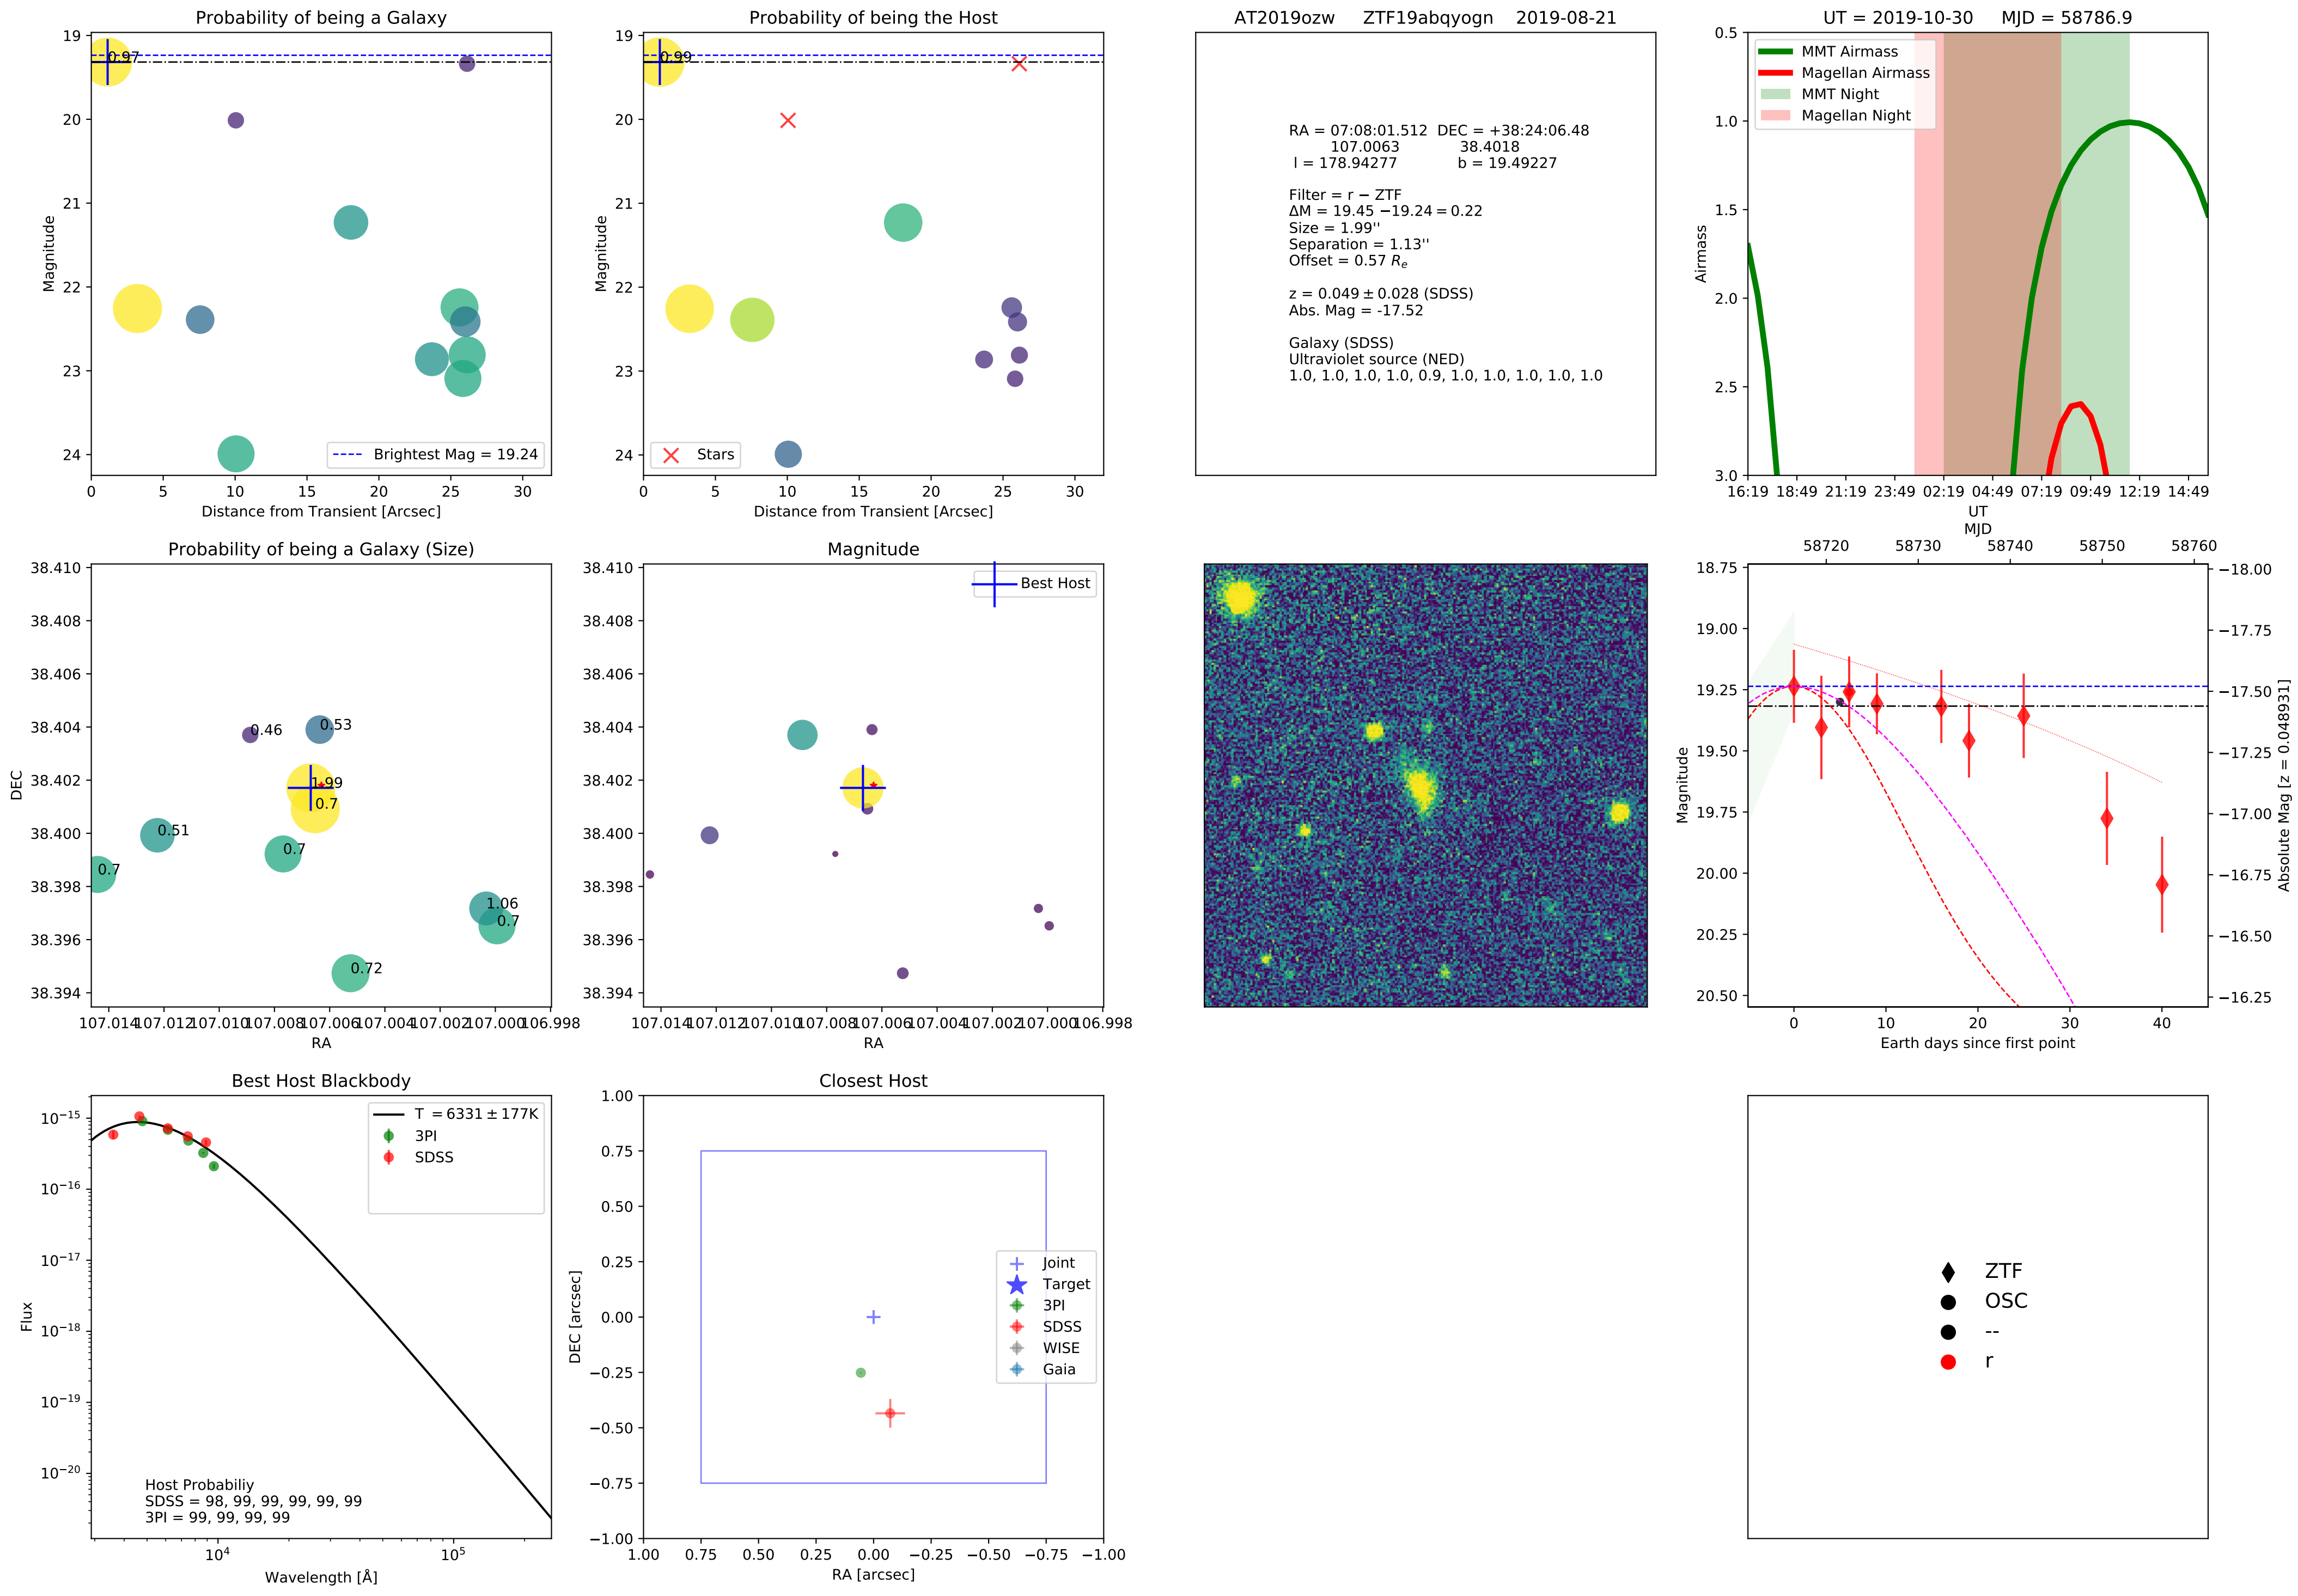 Probability of being a Galaxy
19
20
21
22
23
24
Magnitude
0.97
Brightest Mag = 19.24
0 5 10 15 20 25 30
Distance from Transient [Arcsec]
Probability of being the Host
19
20
21
22
23
24
Magnitude
0.99
Stars
0 5 10 15 20 25 30
Distance from Transient [Arcsec]
AT2019ozw ZTF19abqyogn 2019-08-21
RA = 07:08:01.512 DEC = +38:24:06.48
107.0063 38.4018
l = 178.94277 b = 19.49227
Filter = r − ZTF
ΔM = 19.45 −19.24 = 0.22
Size = 1.99''
Separation = 1.13''
Offset = 0.57 Re
z = 0.049 ± 0.028 (SDSS)
Abs. Mag = -17.52
Galaxy (SDSS)
Ultraviolet source (NED)
1.0, 1.0, 1.0, 1.0, 0.9, 1.0, 1.0, 1.0, 1.0, 1.0
UT = 2019-10-30 MJD = 58786.9
0.5
1.0
1.5
2.0
2.5
3.0
Airmass
MMT Airmass
Magellan Airmass
MMT Night
Magellan Night
16:19 18:49 21:19 23:49 02:19 04:49 07:19 09:49 12:19 14:49
UT
Probability of being a Galaxy (Size)
38.410
38.408
38.406
38.404
38.402
38.400
38.398
38.396
38.394
DEC
0.46
0.53
1.99
0.7
0.51
0.7
0.7
1.06
0.7
0.72
107.014 107.012 107.010 107.008 107.006 107.004 107.002 107.000 106.998
RA
Magnitude
38.410
38.408
38.406
38.404
38.402
38.400
38.398
38.396
38.394
Best Host
107.014 107.012 107.010 107.008 107.006 107.004 107.002 107.000 106.998
RA
MJD
58720 58730 58740 58750 58760
18.75
19.00
19.25
19.50
19.75
20.00
20.25
20.50
Magnitude
−18.00
−17.75
−17.50
−17.25
−17.00
−16.75
−16.50
−16.25
Absolute Mag [z = 0.048931]
0 10 20 30 40
Earth days since first point
Best Host Blackbody
10−15
10−16
10−17
10−18
10−19
10−20
Flux
T = 6331 ± 177K
3PI
SDSS
Host Probabiliy
SDSS = 98, 99, 99, 99, 99, 99
3PI = 99, 99, 99, 99
104 105
Wavelength [Å]
Closest Host
1.00
0.75
0.50
0.25
0.00
−0.25
−0.50
−0.75
−1.00
DEC [arcsec]
Joint
Target
3PI
SDSS
WISE
Gaia
1.00 0.75 0.50 0.25 0.00 −0.25 −0.50 −0.75 −1.00
RA [arcsec]
ZTF
OSC
--
r